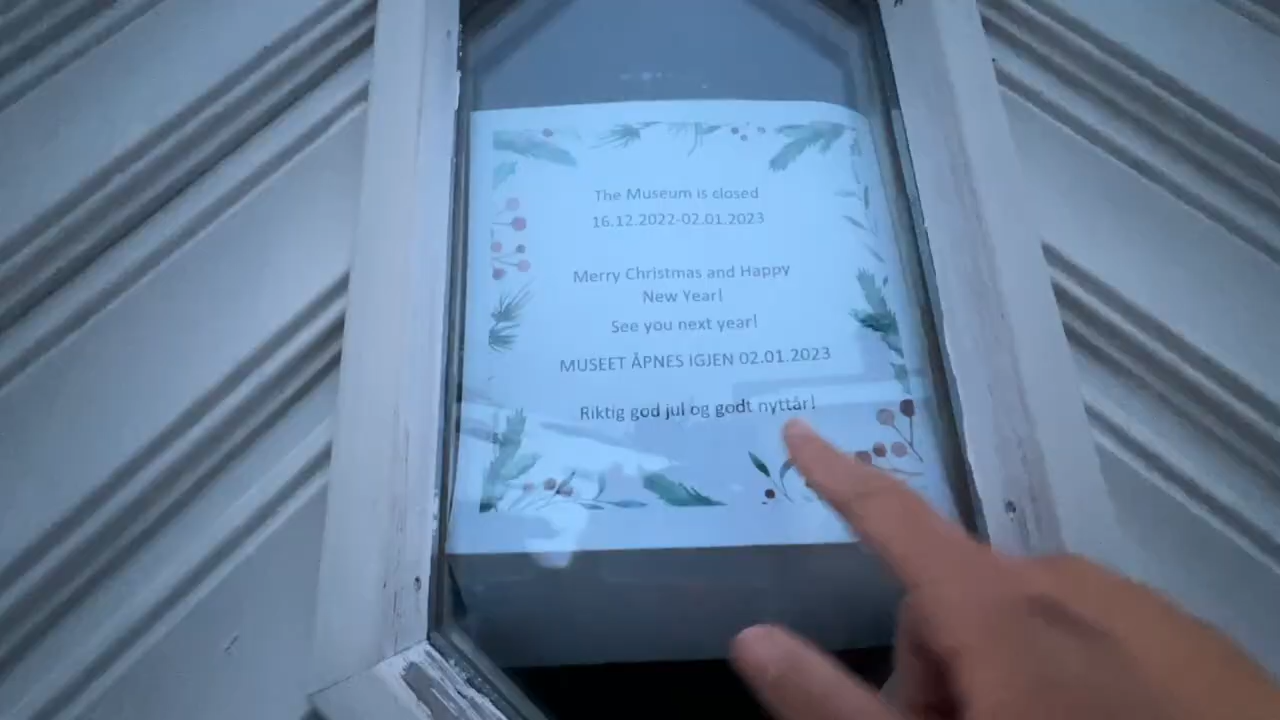 The Museum is closed
16.12.2022-02.01.2023
Merry Christmas and Happy
New Year!
See you next year!
MUSEET ÅPNES IGJEN 02.01.2023
Riktig god jul og godt nyttår!